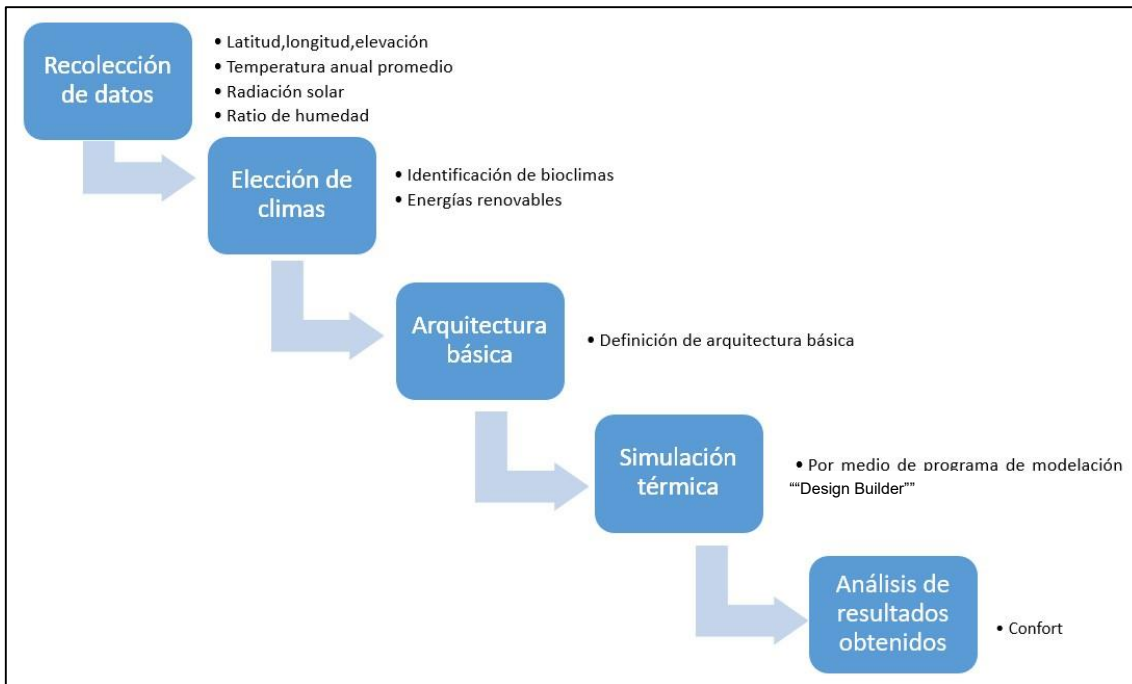 Recolección
de datos
• Latitud,longitud,elevación
• Temperatura anual promedio
• Radiación solar
• Ratio de humedad
Elección de
climas
• Identificación de bioclimas
• Energías renovables
Arquitectura
básica
• Definición de arquitectura básica
Simulación
térmica
• Por medio de programa de modelación
““Design Builder””
Análisis de
resultados
obtenidos
• Confort